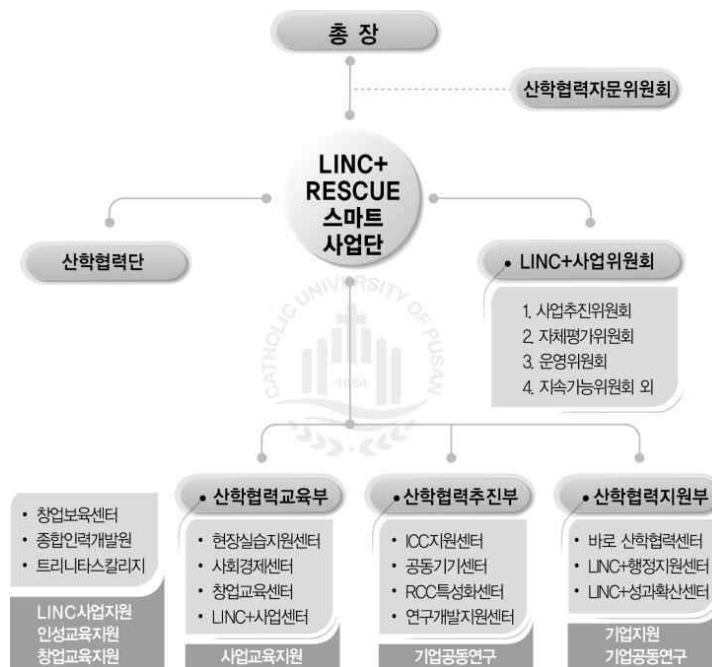 총 장
산학협력자문위원회
LINC+
RESCUE
스마트
사업단
산학협력단
• LINC+사업위원회
1. 사업추진위원회
2. 자체평가위원회
3. 운영위원회
4. 지속가능위원회 외
CATHOLIC UNIVERSITY OF PUSAN
1964
• 창업보육센터
• 종합인력개발원
• 트리니타스칼리지
LINC사업지원
인성교육지원
창업교육지원
• 산학협력교육부
• 현장실습지원센터
• 사회경제센터
• 창업교육센터
• LINC+사업센터
사업교육지원
• 산학협력추진부
• ICC지원센터
• 공동기기센터
• RCC특성화센터
• 연구개발지원센터
기업공동연구
• 산학협력지원부
• 바로 산학협력센터
• LINC+행정지원센터
• LINC+성과확산센터
기업지원
기업공동연구